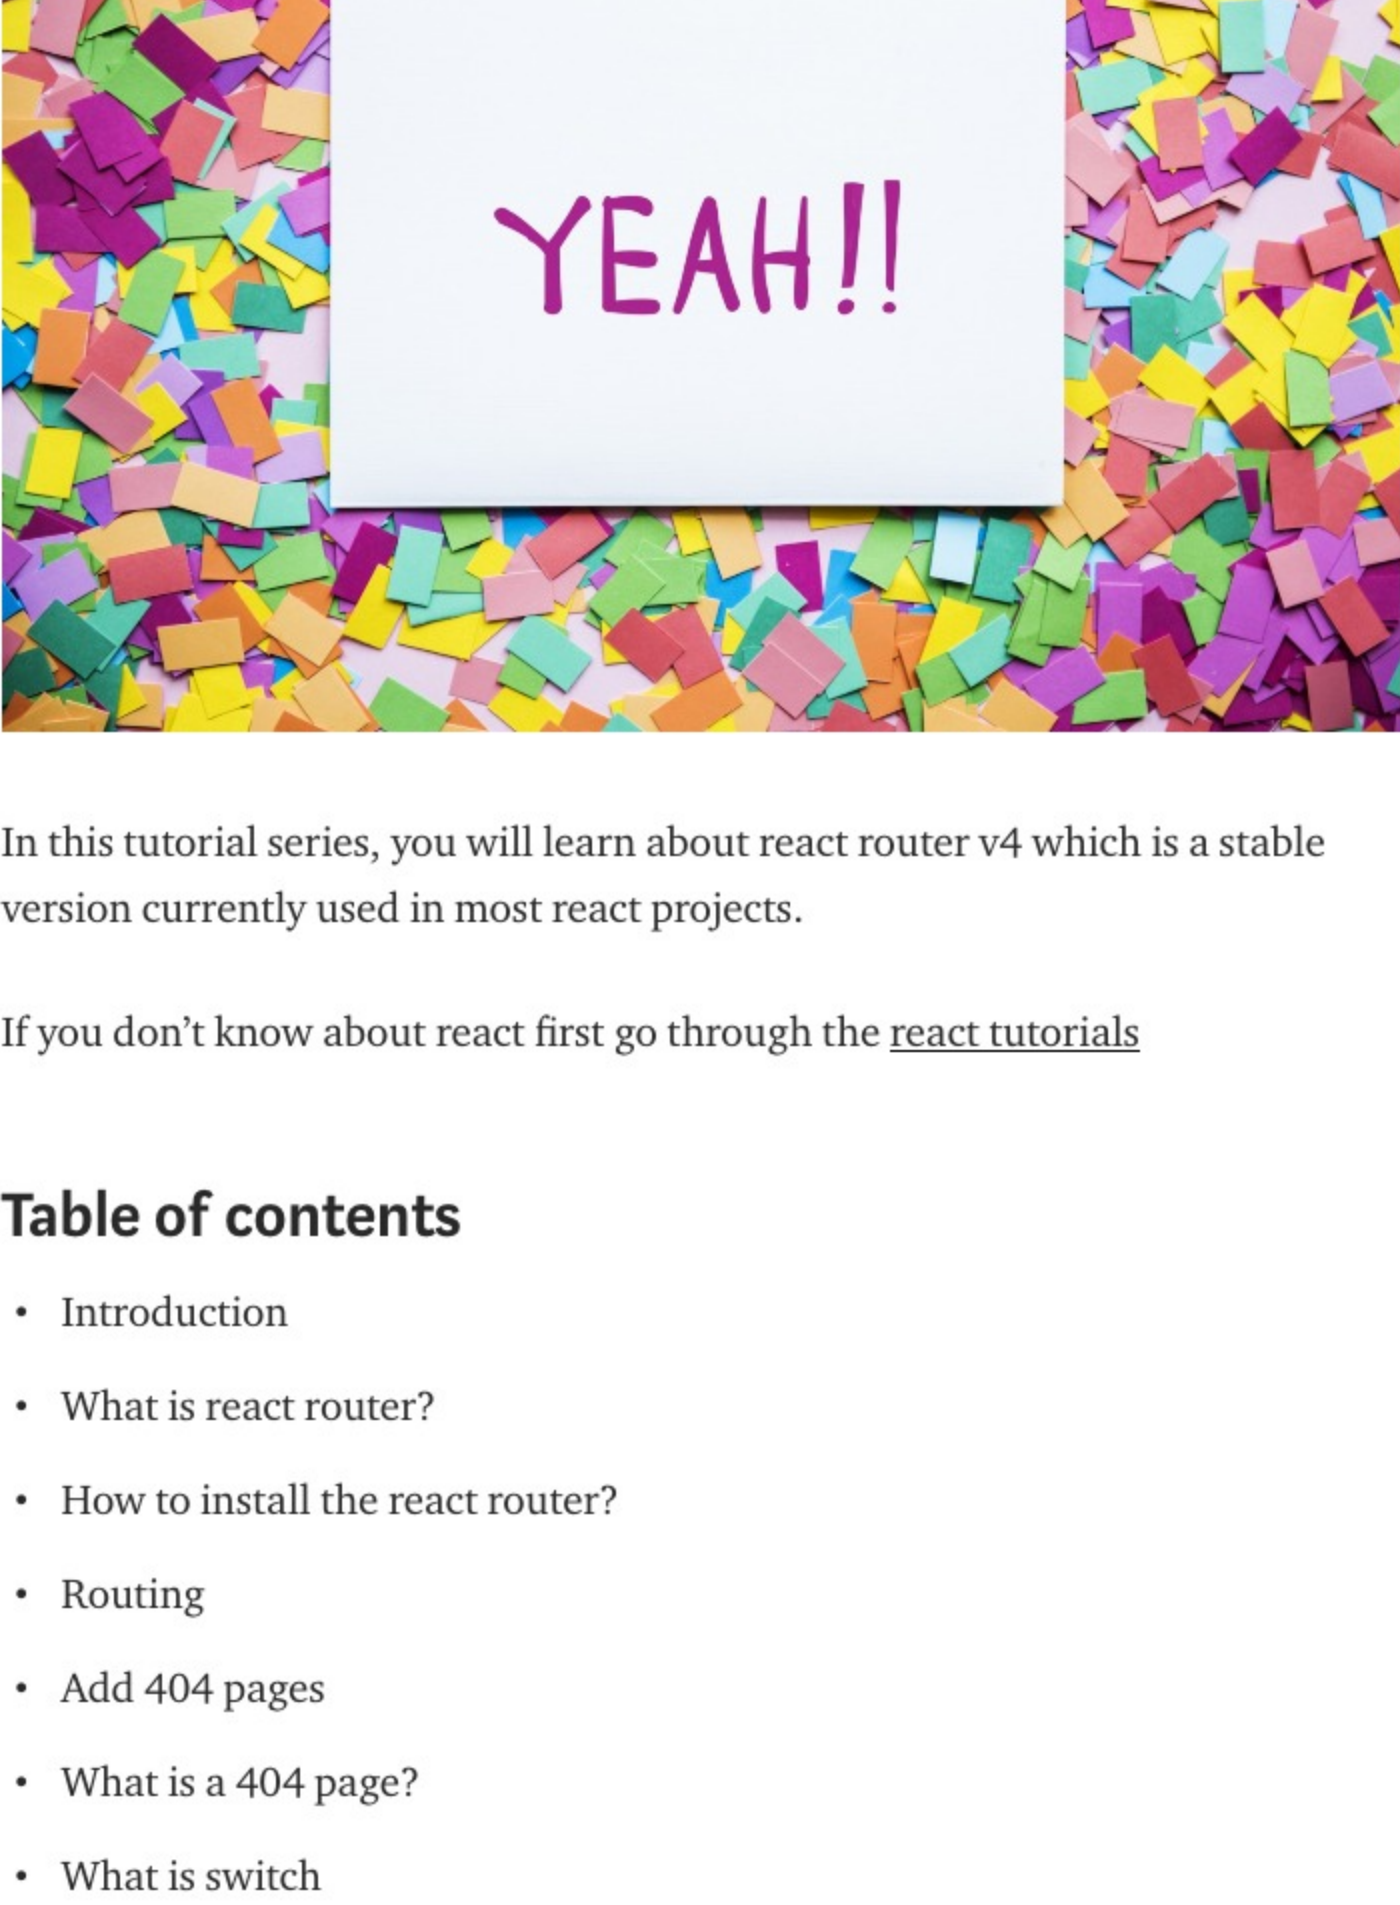 YEAH!!
In this tutorial series, you will learn about react router v4 which is a stable
version currently used in most react projects.
If you don’t know about react first go through the react tutorials
Table of contents
• Introduction
• What is react router?
• How to install the react router?
• Routing
• Add 404 pages
• What is a 404 page?
• What is switch